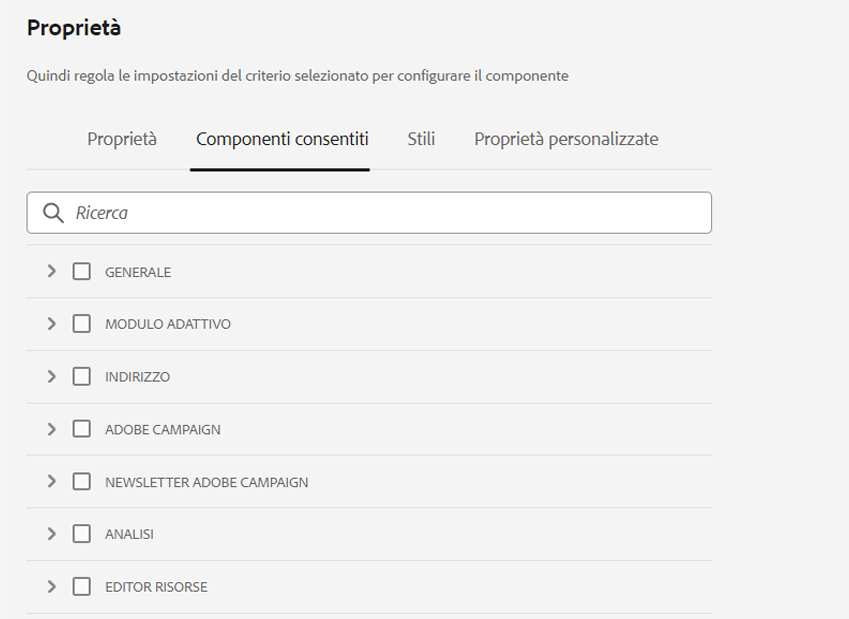 Proprietà
Quindi regola le impostazioni del criterio selezionato per configurare il componente
Proprietà Componenti consentiti Stili Proprietà personalizzate
Ricerca
GENERALE
MODULO ADATTIVO
INDIRIZZO
ADOBE CAMPAIGN
NEWSLETTER ADOBE CAMPAIGN
ANALISI
EDITOR RISORSE